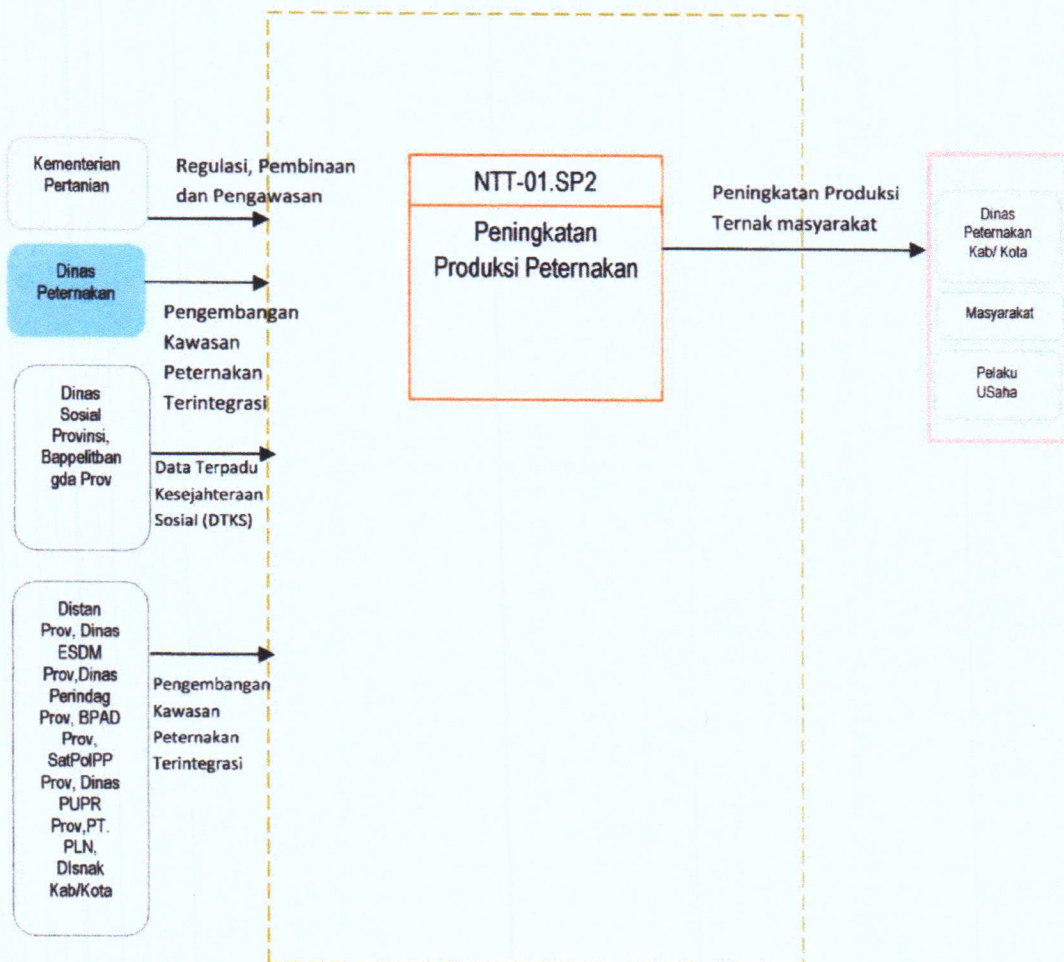 Kementerian
Pertanian
Regulasi, Pembinaan
dan Pengawasan
Dinas
Peternakan
Pengembangan
Kawasan
Peternakan
Terintegrasi
Dinas
Sosial
Provinsi,
Bappelitban
gda Prov
Data Terpadu
Kesejahteraan
Sosial (DTKS)
Distan
Prov, Dinas
ESDM
Prov,Dinas
Perindag
Prov, BPAD
Prov,
SatPolPP
Prov, Dinas
PUPR
Prov,PT.
PLN,
DIsnak
Kab/Kota
Pengembangan
Kawasan
Peternakan
Terintegrasi
NTT-01.SP2
Peningkatan
Produksi Peternakan
Peningkatan Produksi
Ternak masyarakat
Dinas
Peternakan
Kab/ Kota
Masyarakat
Pelaku
USaha